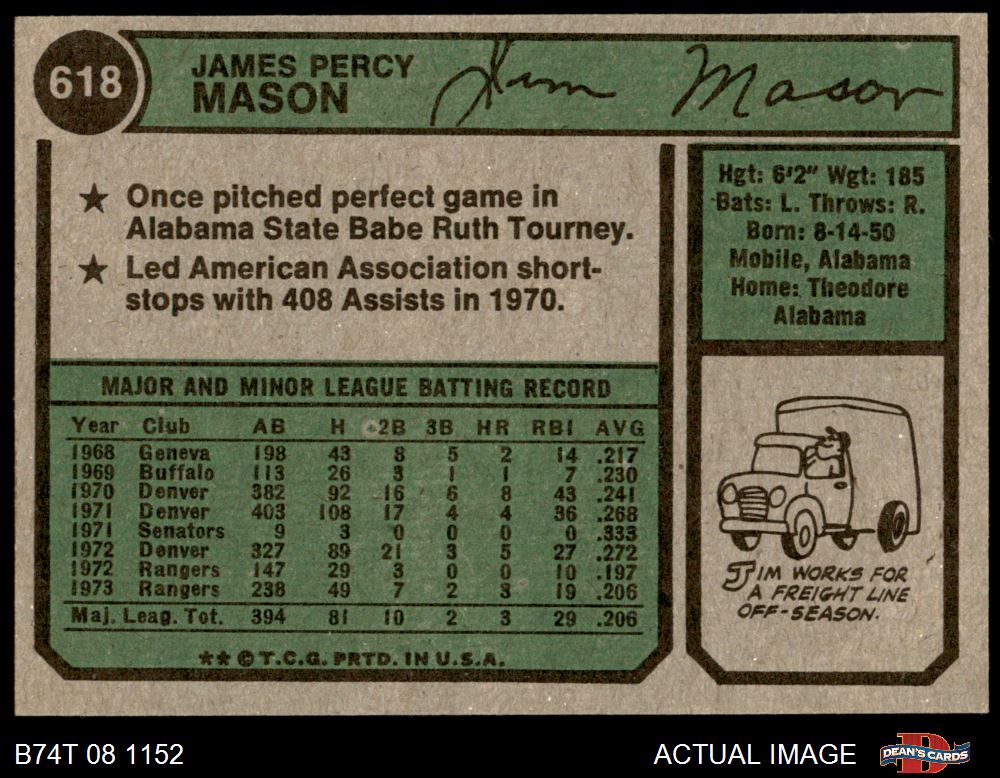 618
JAMES PERCY
MASON
Jim Mason
★ Once pitched perfect game in
Alabama State Babe Ruth Tourney.
★ Led American Association short-
stops with 408 Assists in 1970.
Hgt: 6'2" Wgt: 185
Bats: L. Throws: R.
Born: 8-14-50
Mobile, Alabama
Home: Theodore
Alabama
MAJOR AND MINOR LEAGUE BATTING RECORD
Year Club AB H 2B 3B HR RBI AVG
1968 Geneva 198 43 8 5 2 14 .217
1969 Buffalo 113 26 3 1 1 7 .230
1970 Denver 382 92 16 6 8 43 .241
1971 Denver 403 108 17 4 4 36 .268
1971 Senators 9 3 0 0 0 0 .333
1972 Denver 327 89 21 3 5 27 .272
1972 Rangers 147 29 3 0 0 10 .197
1973 Rangers 238 49 7 2 3 19 .206
Maj. Leag. Tot. 394 81 10 2 3 29 .206
** © T.C.G. PRTD. IN U.S.A.
JIM WORKS FOR
A FREIGHT LINE
OFF-SEASON.
B74T 08 1152
ACTUAL IMAGE
DEAN'S CARDS